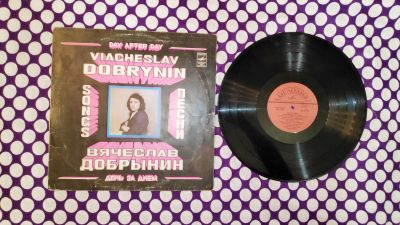 DAY AFTER DAY
VIACHESLAV
DOBRYNIN
SONGS
ПЕСНИ
ВЯЧЕСЛАВ
ДОБРЫНИН
ДЕНЬ ЗА ДНЕМ